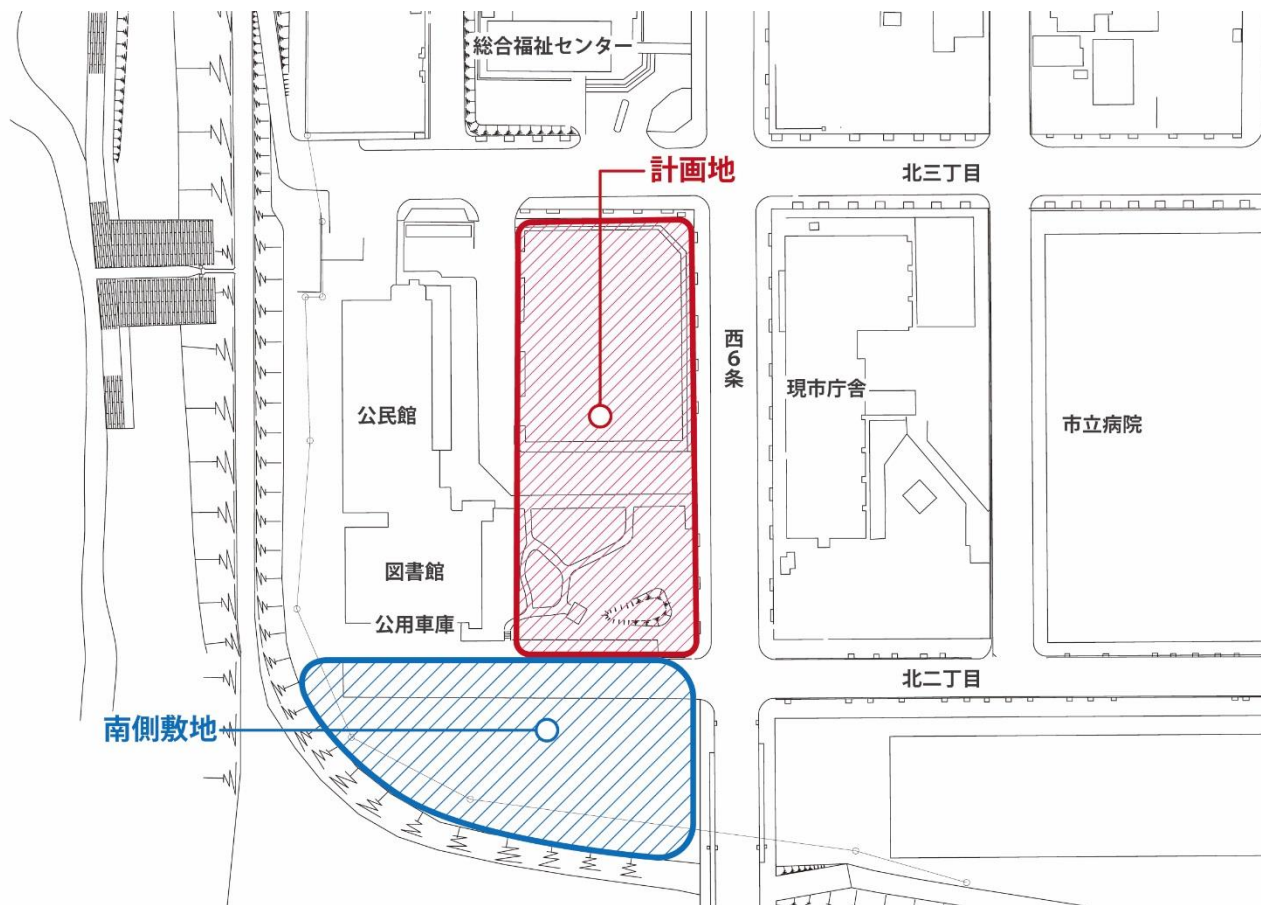 総合福祉センター
計画地
北三丁目
西6条
現市庁舎
公民館
市立病院
図書館
公用車庫
北二丁目
南側敷地